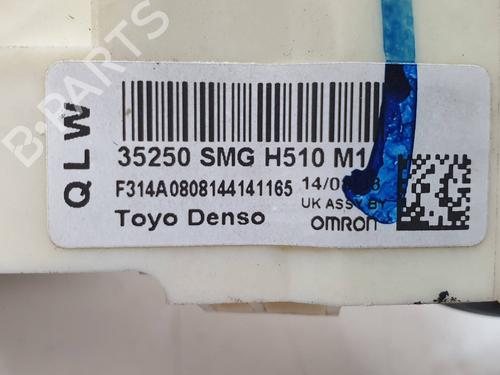 QLW
35250 SMG H510 M1
F314A0808144141165
Toyo Denso
UK ASSY BY
OMRON
B-PARTS